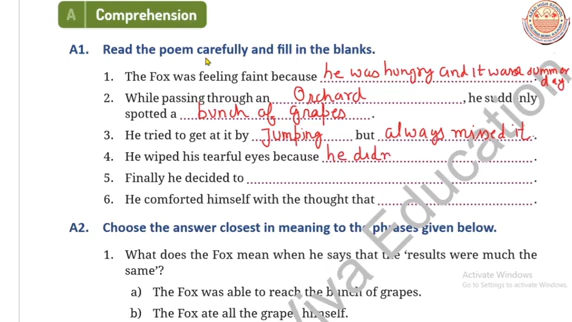 A Comprehension
A1. Read the poem carefully and fill in the blanks.
1. The Fox was feeling faint because he was hungry and it was a summer day.
2. While passing through an Orchard, he suddenly
spotted a bunch of grapes.
3. He tried to get at it by Jumping but always missed it.
4. He wiped his tearful eyes because he didn
5. Finally he decided to
6. He comforted himself with the thought that
A2. Choose the answer closest in meaning to the phrases given below.
1. What does the Fox mean when he says that the ‘results were much the
same’?
Activate Windows
Go to Settings to activate Windows.
a) The Fox was able to reach the bunch of grapes.
b) The Fox ate all the grapes himself.
Viva Education